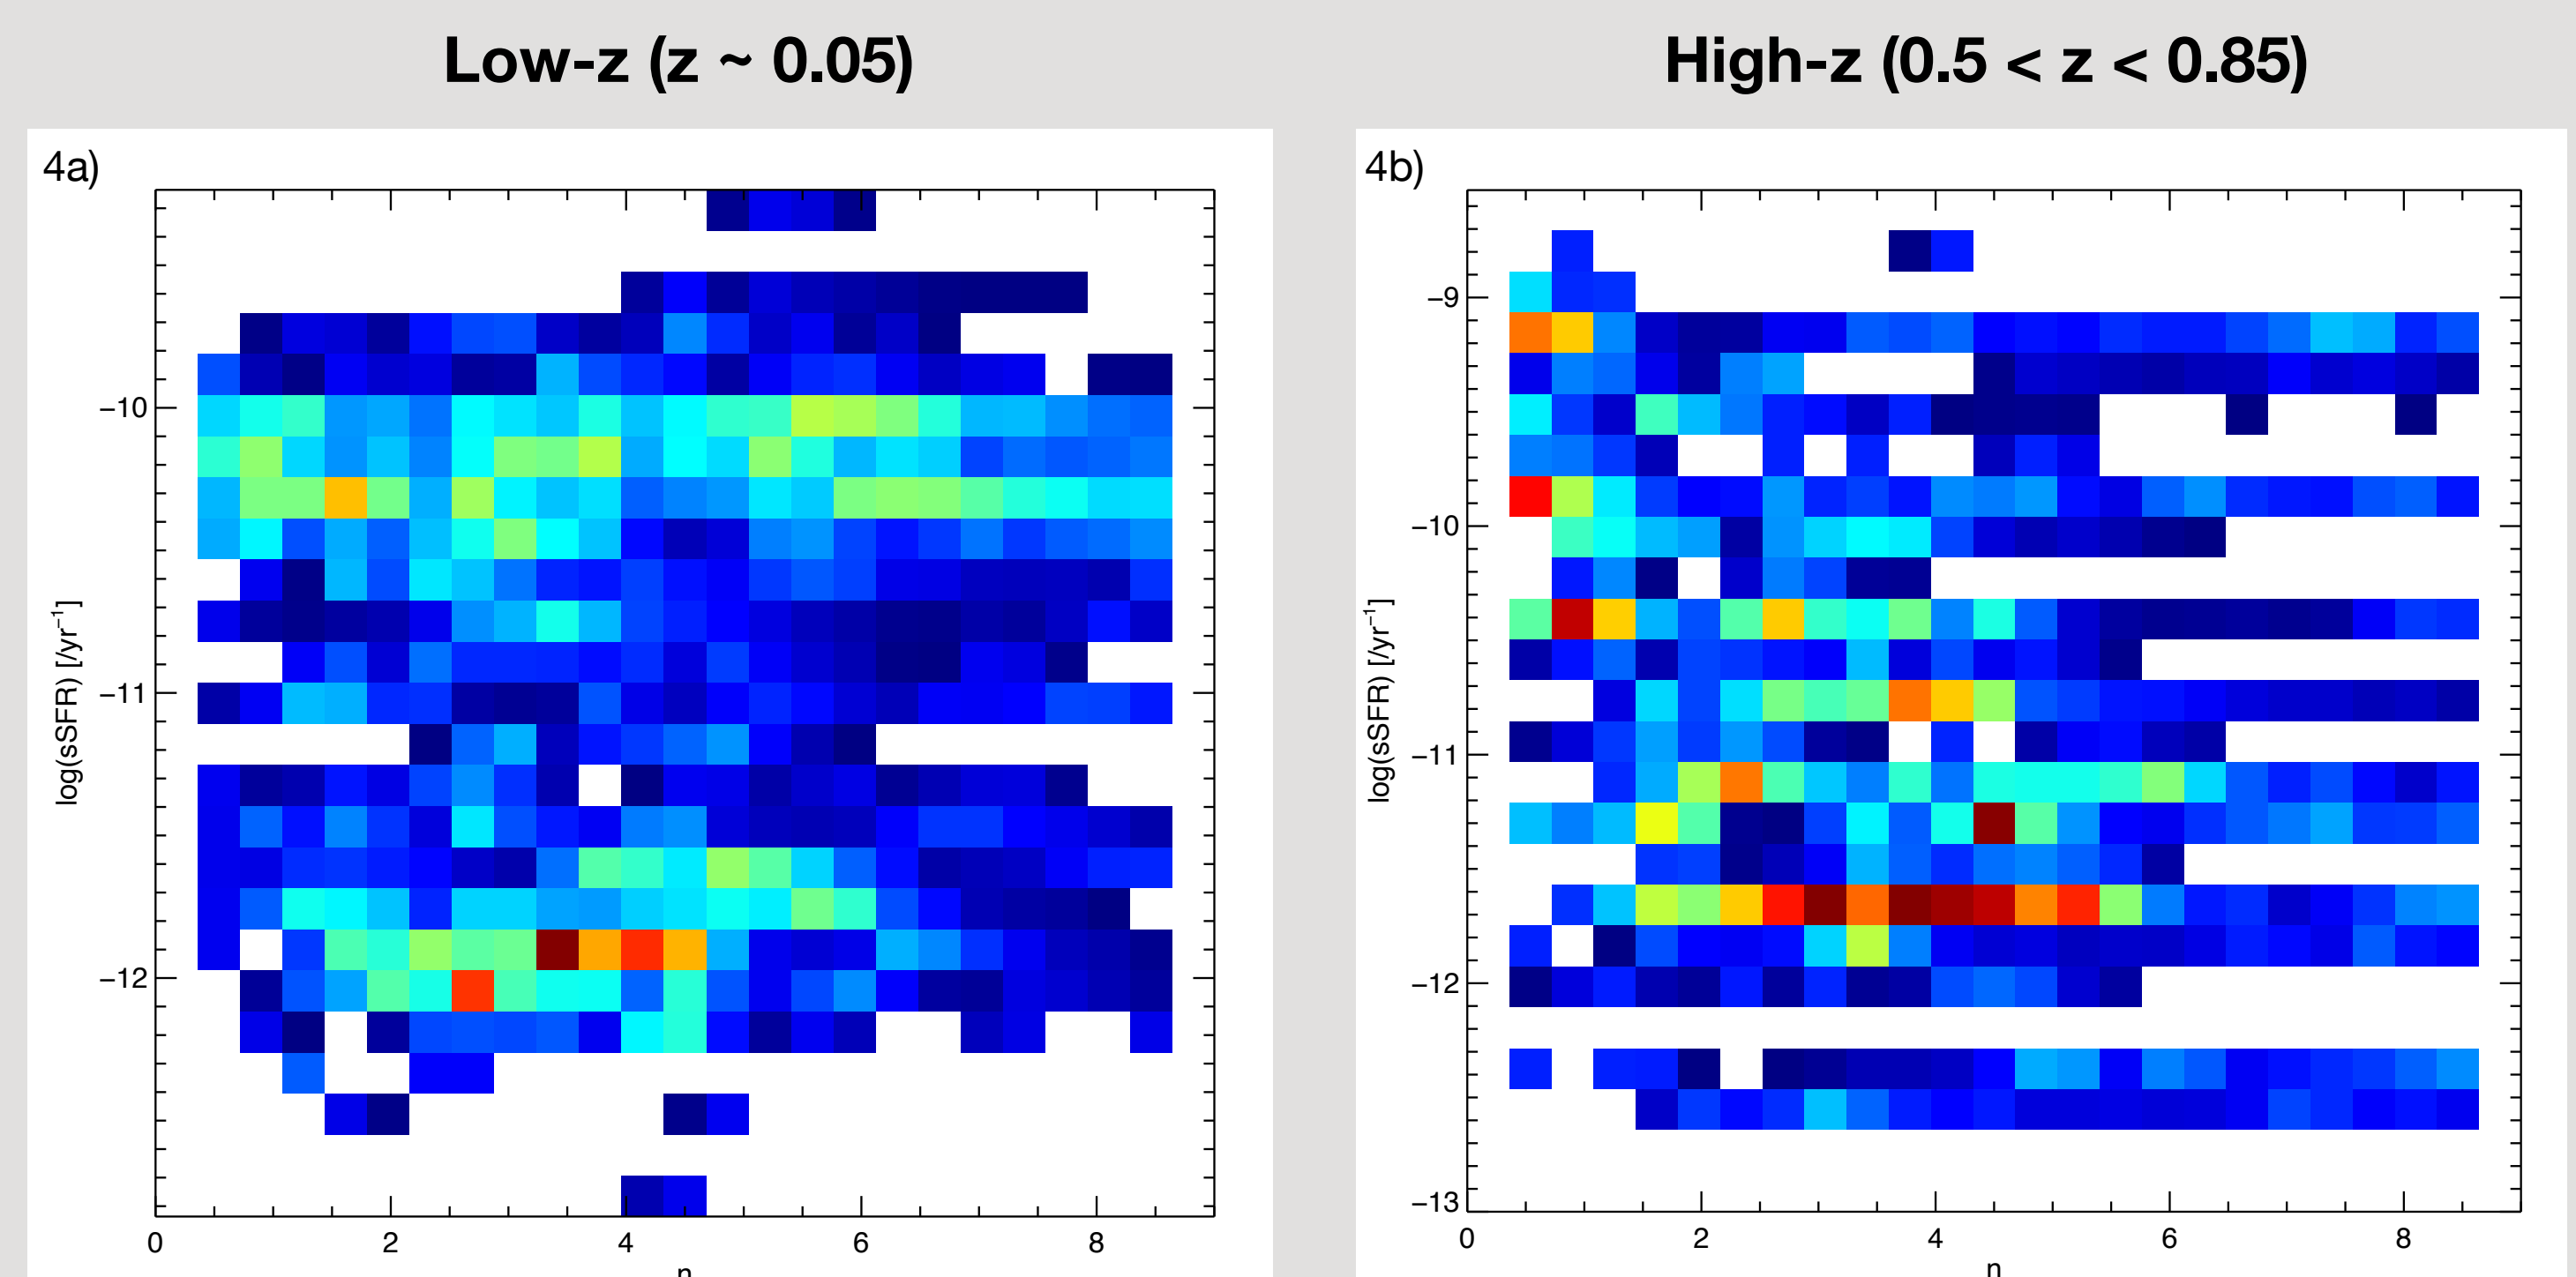 Low-z (z ~ 0.05)
High-z (0.5 < z < 0.85)
4a)
−10
−11
−12
log(sSFR) [/yr⁻¹]
0 2 4 6 8
n
4b)
−9
−10
−11
−12
−13
log(sSFR) [/yr⁻¹]
0 2 4 6 8
n